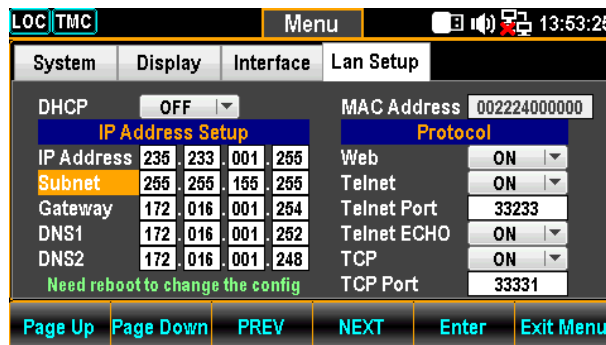 LOC TMC Menu 13:53:25
System Display Interface Lan Setup
DHCP OFF MAC Address 002224000000
IP Address Setup Protocol
IP Address 235 . 233 . 001 . 255 Web ON
Subnet 255 . 255 . 155 . 255 Telnet ON
Gateway 172 . 016 . 001 . 254 Telnet Port 33233
DNS1 172 . 016 . 001 . 252 Telnet ECHO ON
DNS2 172 . 016 . 001 . 248 TCP ON
Need reboot to change the config TCP Port 33331
Page Up Page Down PREV NEXT Enter Exit Menu